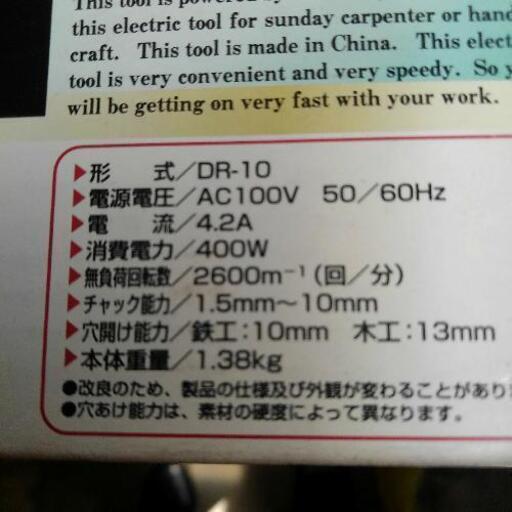 This tool is powered by
this electric tool for sunday carpenter or hand
craft. This tool is made in China. This elect
tool is very convenient and very speedy. So y
will be getting on very fast with your work.
▶形 式／DR-10
▶電源電圧／AC100V 50／60Hz
▶電 流／4.2A
▶消費電力／400W
▶無負荷回転数／2600m⁻¹（回／分）
▶チャック能力／1.5mm～10mm
▶穴開け能力／鉄工：10mm 木工：13mm
▶本体重量／1.38kg
●改良のため、製品の仕様及び外観が変わることがあり
●穴あけ能力は、素材の硬度によって異なります。